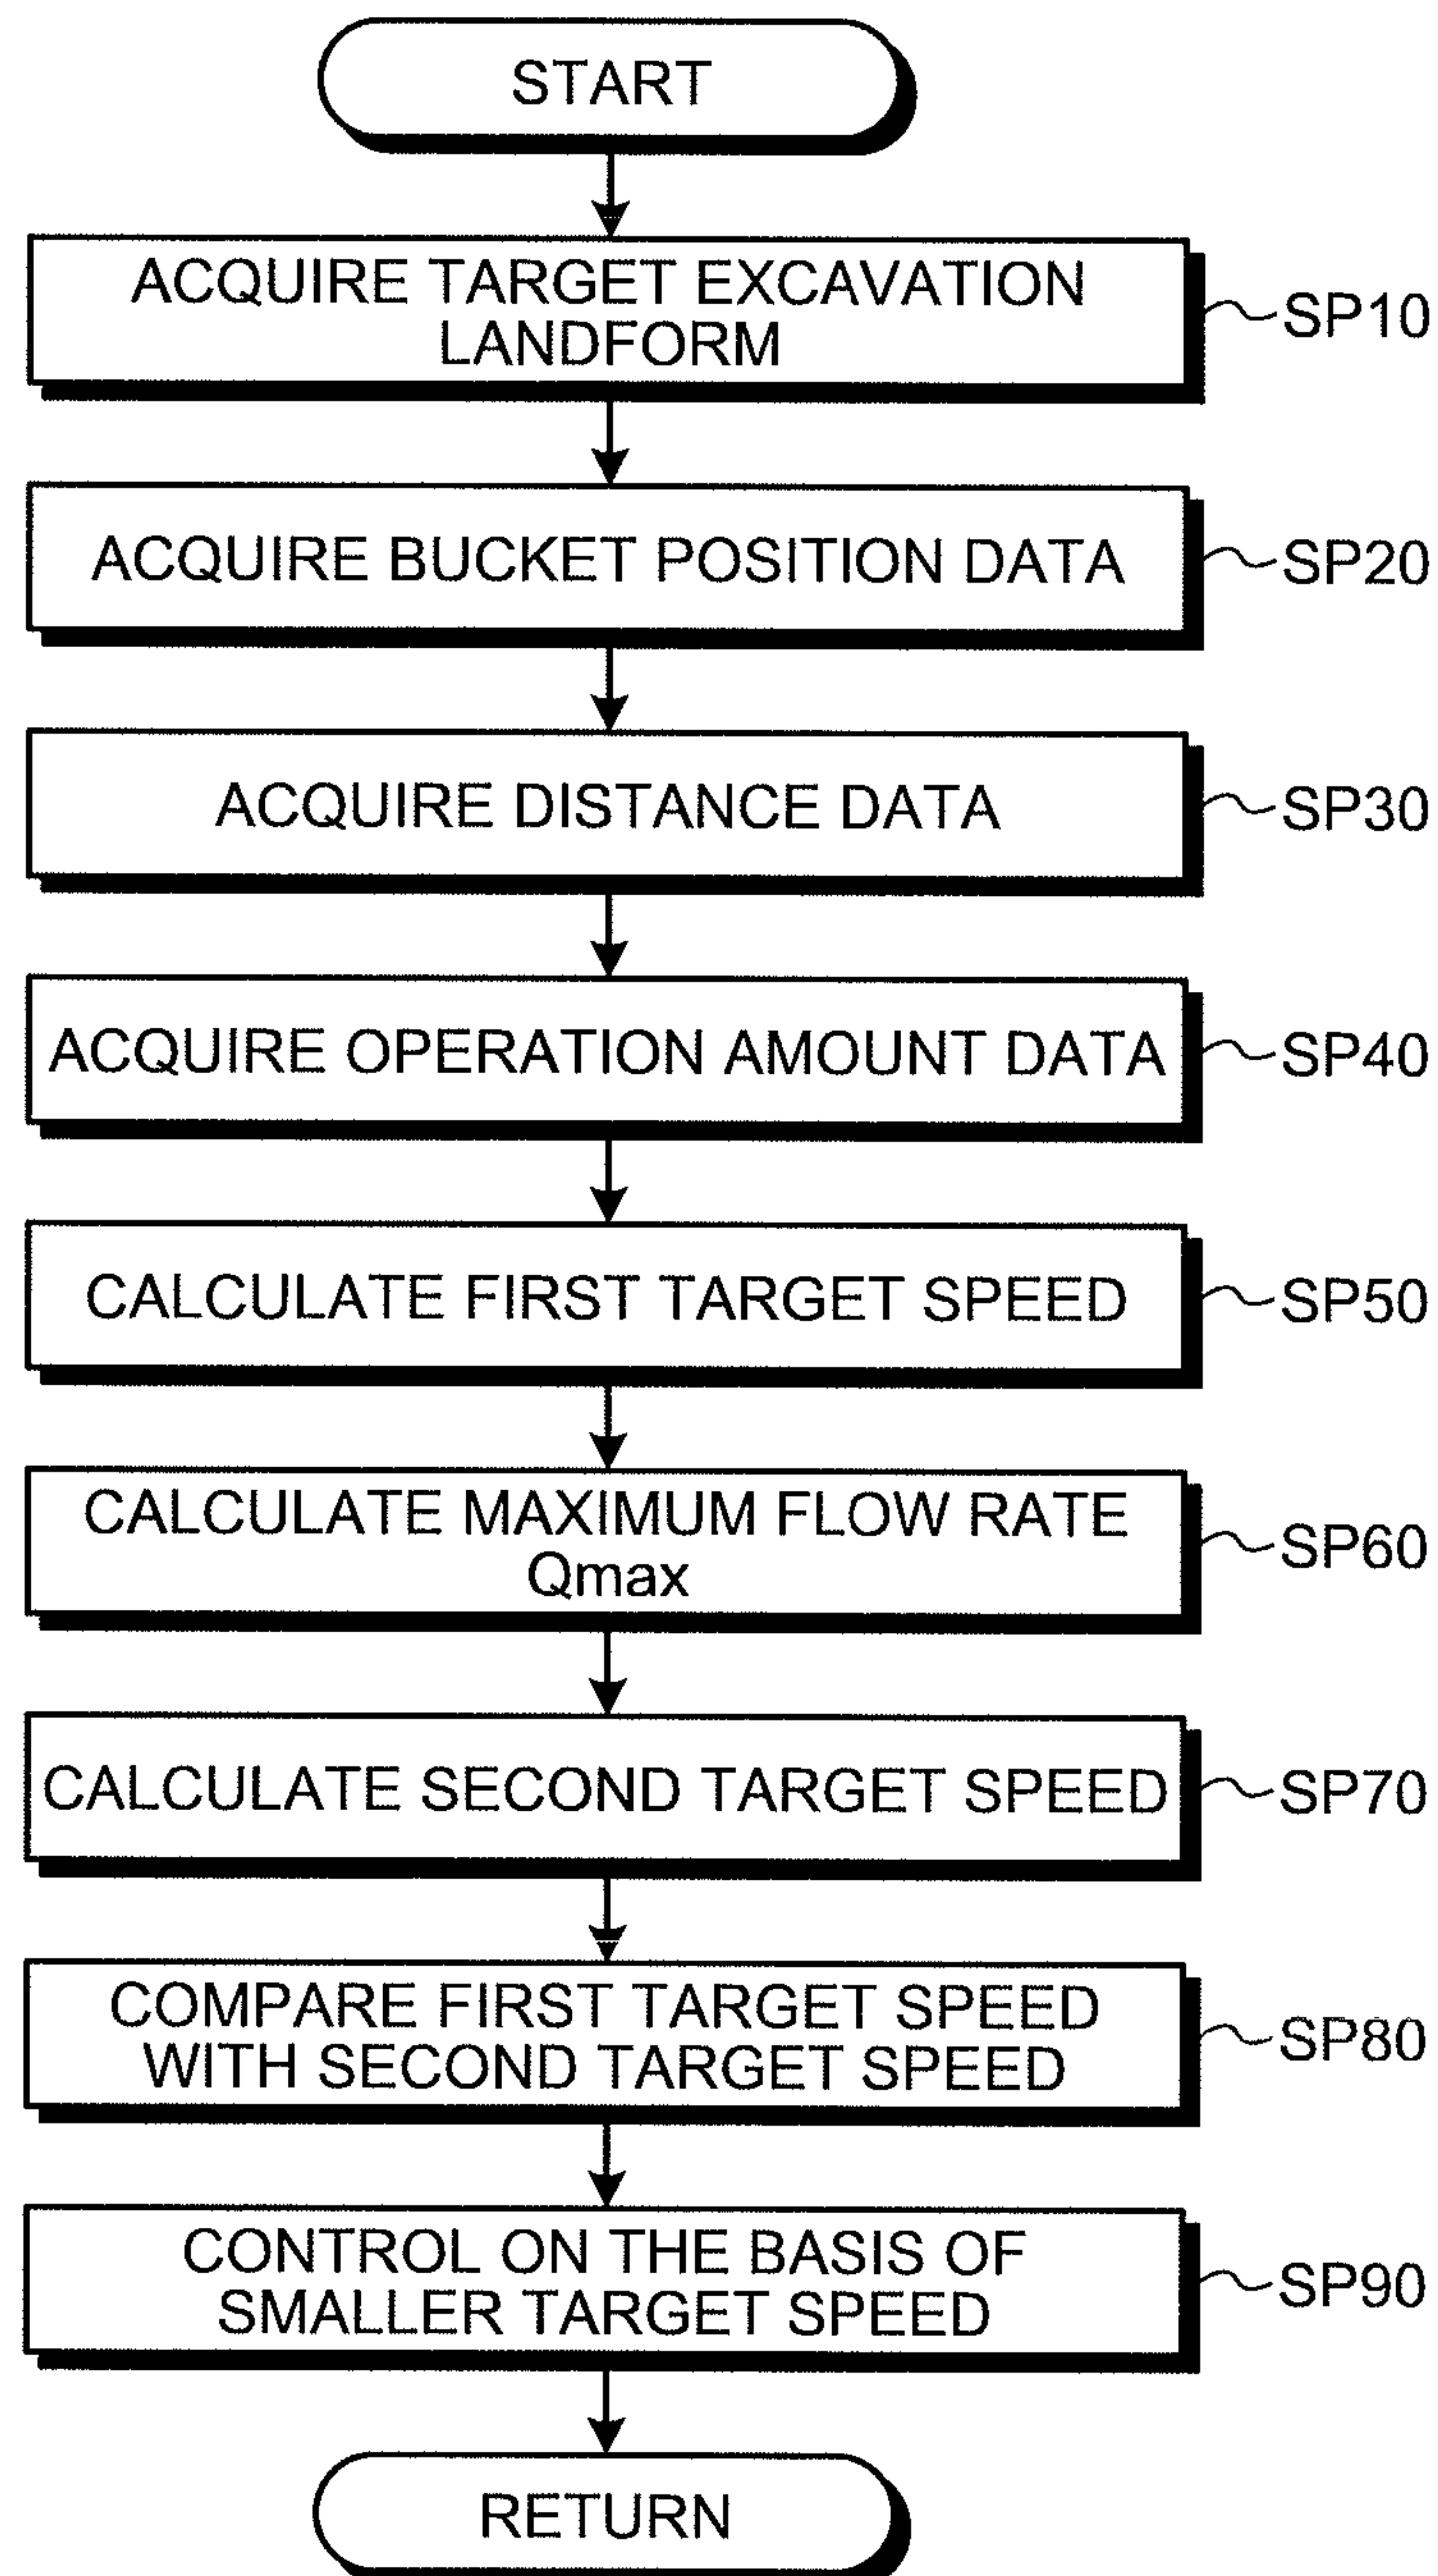 START
ACQUIRE TARGET EXCAVATION
LANDFORM
SP10
ACQUIRE BUCKET POSITION DATA
SP20
ACQUIRE DISTANCE DATA
SP30
ACQUIRE OPERATION AMOUNT DATA
SP40
CALCULATE FIRST TARGET SPEED
SP50
CALCULATE MAXIMUM FLOW RATE
Qmax
SP60
CALCULATE SECOND TARGET SPEED
SP70
COMPARE FIRST TARGET SPEED
WITH SECOND TARGET SPEED
SP80
CONTROL ON THE BASIS OF
SMALLER TARGET SPEED
SP90
RETURN